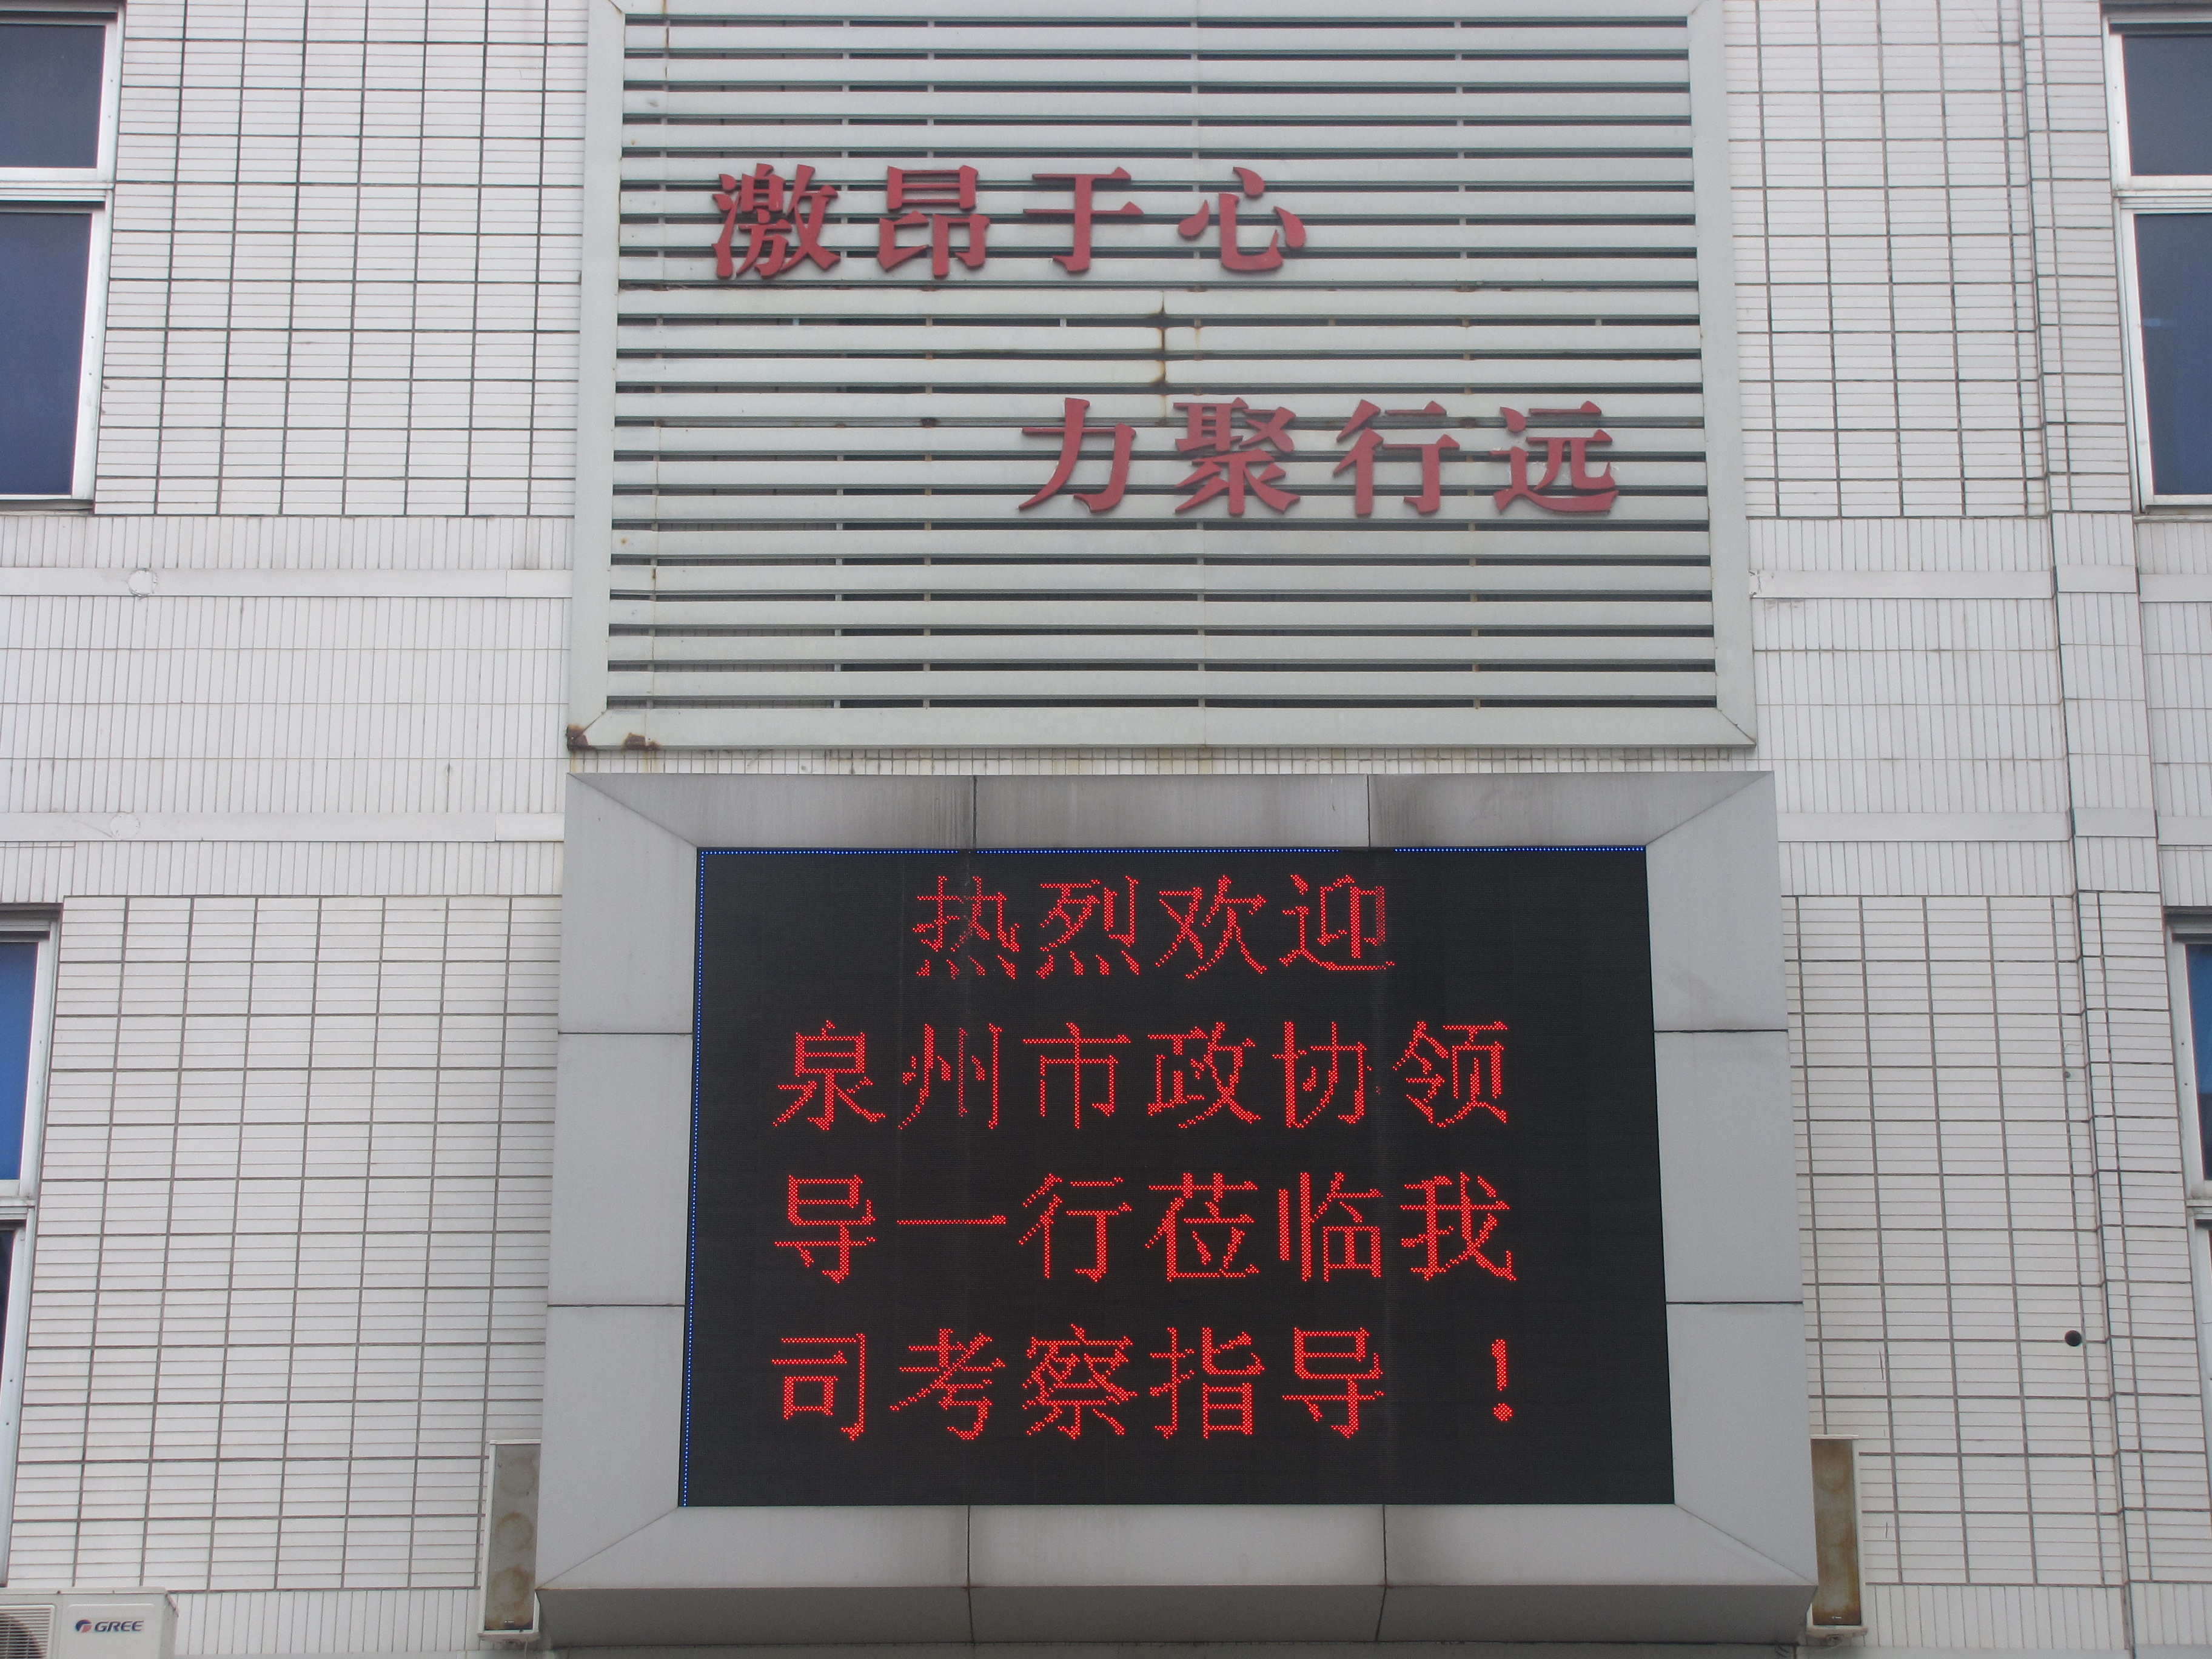 激昂于心
力聚行远
热烈欢迎
泉州市政协领
导一行莅临我
司考察指导！
GREE